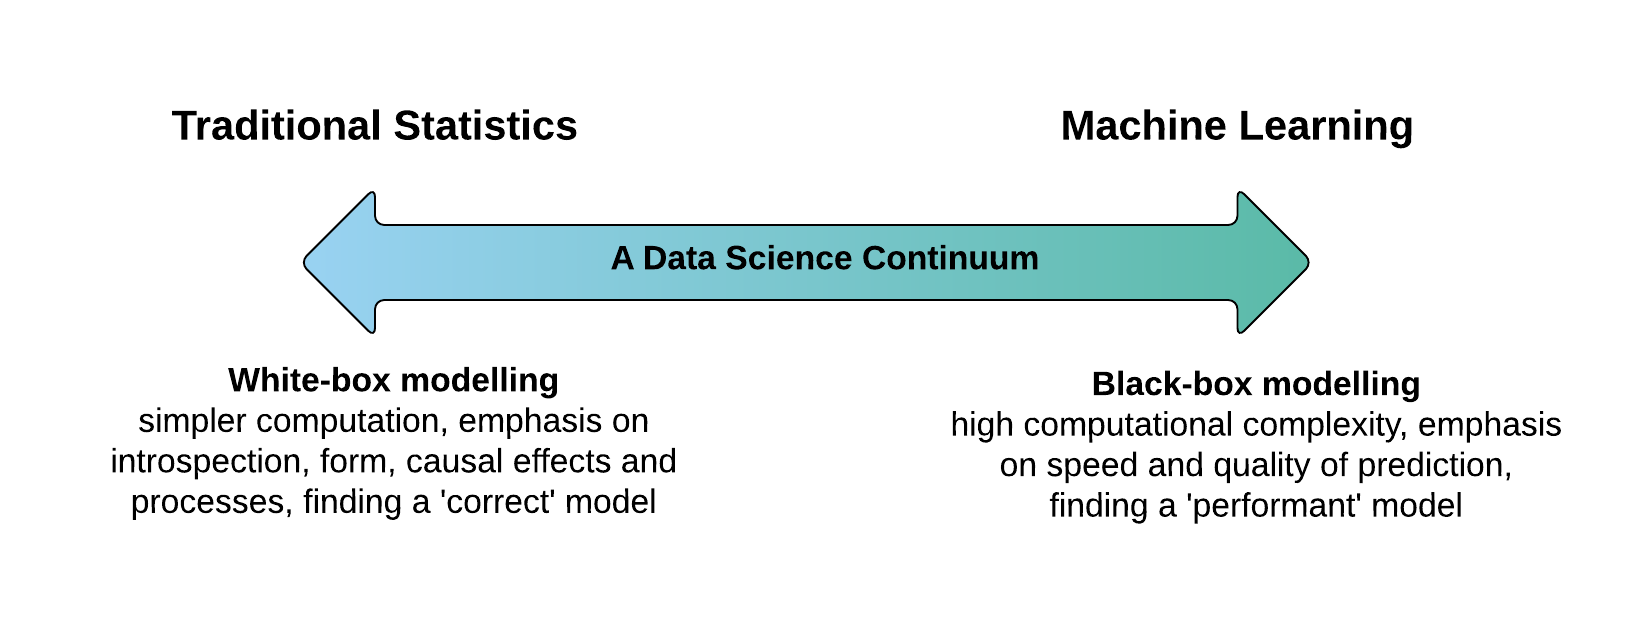 Traditional Statistics
Machine Learning
A Data Science Continuum
White-box modelling
simpler computation, emphasis on
introspection, form, causal effects and
processes, finding a 'correct' model
Black-box modelling
high computational complexity, emphasis
on speed and quality of prediction,
finding a 'performant' model